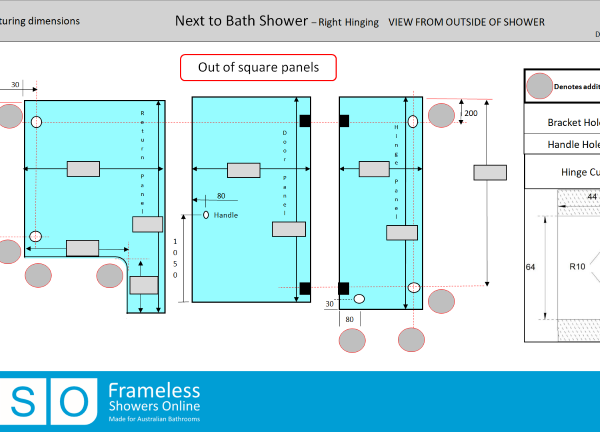 turing dimensions
Next to Bath Shower – Right Hinging VIEW FROM OUTSIDE OF SHOWER
D
Out of square panels
30
Return Panel
Door Panel
Hinge Panel
200
80
Handle
1050
30
80
Denotes addit
Bracket Hol
Handle Hole
Hinge Cu
44
64
R10
SO
Frameless
Showers Online
Made for Australian Bathrooms